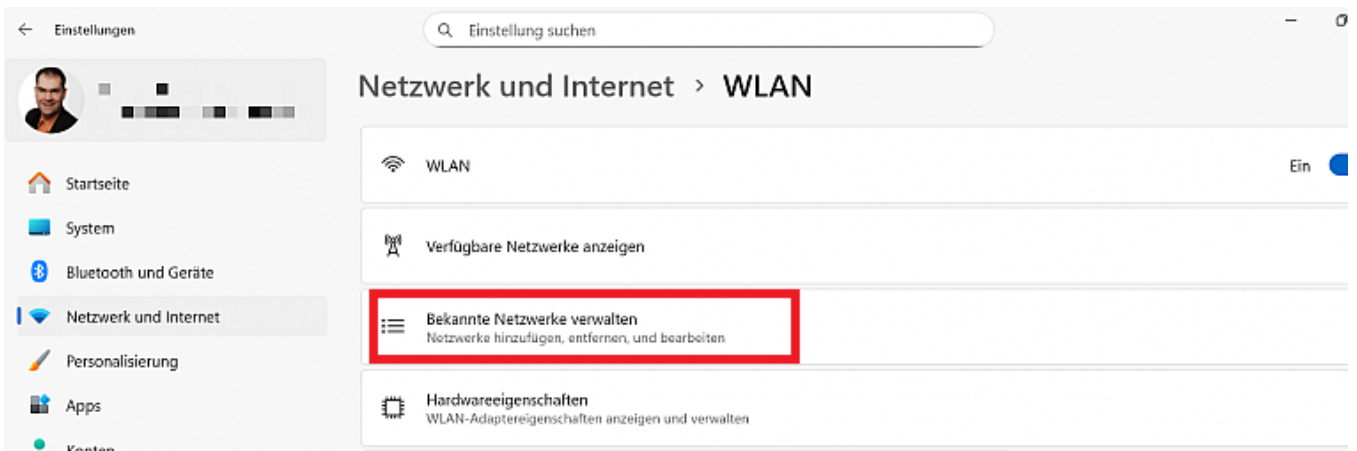 Einstellungen
Einstellung suchen
Netzwerk und Internet > WLAN
Startseite
System
Bluetooth und Geräte
Netzwerk und Internet
Personalisierung
Apps
Konten
WLAN
Ein
Verfügbare Netzwerke anzeigen
Bekannte Netzwerke verwalten
Netzwerke hinzufügen, entfernen, und bearbeiten
Hardwareeigenschaften
WLAN-Adaptereigenschaften anzeigen und verwalten